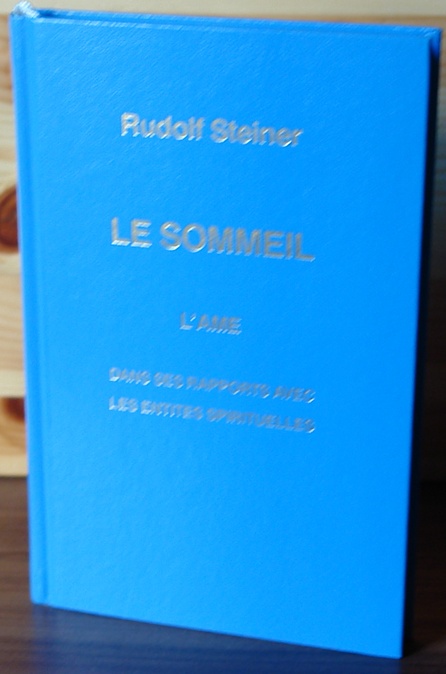 Rudolf Steiner
LE SOMMEIL
L'AME
DANS SES RAPPORTS AVEC
LES ENTITES SPIRITUELLES